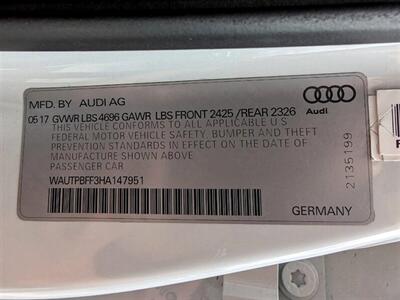 MFD. BY AUDI AG
05 17 GVWR LBS 4696 GAWR LBS FRONT 2425 / REAR 2326
THIS VEHICLE CONFORMS TO ALL APPLICABLE U S
FEDERAL MOTOR VEHICLE SAFETY, BUMPER AND THEFT
PREVENTION STANDARDS IN EFFECT ON THE DATE
OF MANUFACTURE SHOWN ABOVE
PASSENGER CAR
WAUTPBFF3HA147951
GERMANY
Audi
2135199